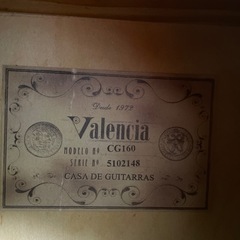 Desde 1979
Valencia
MODELO Nº CG160
SERIE Nº 5102148
CASA DE GUITARRAS